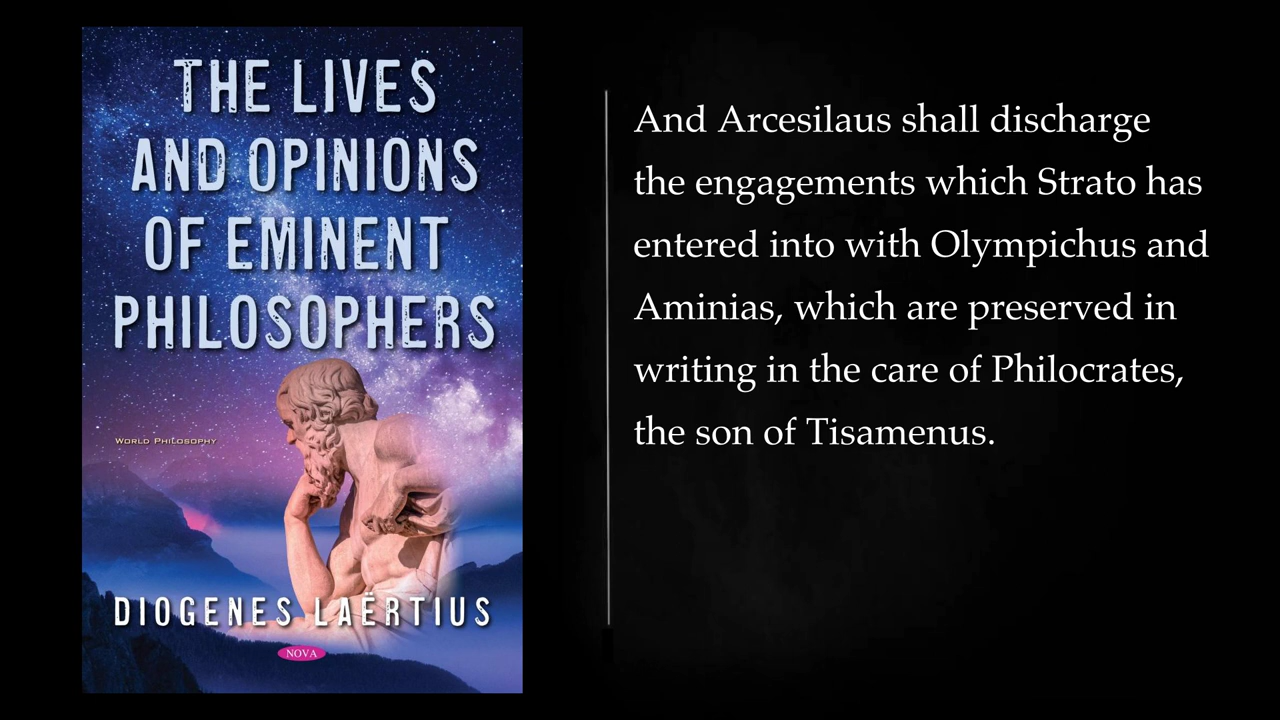 THE LIVES
AND OPINIONS
OF EMINENT
PHILOSOPHERS
WORLD PHILOSOPHY
DIOGENES LAËRTIUS
NOVA
And Arcesilaus shall discharge
the engagements which Strato has
entered into with Olympichus and
Aminias, which are preserved in
writing in the care of Philocrates,
the son of Tisamenus.